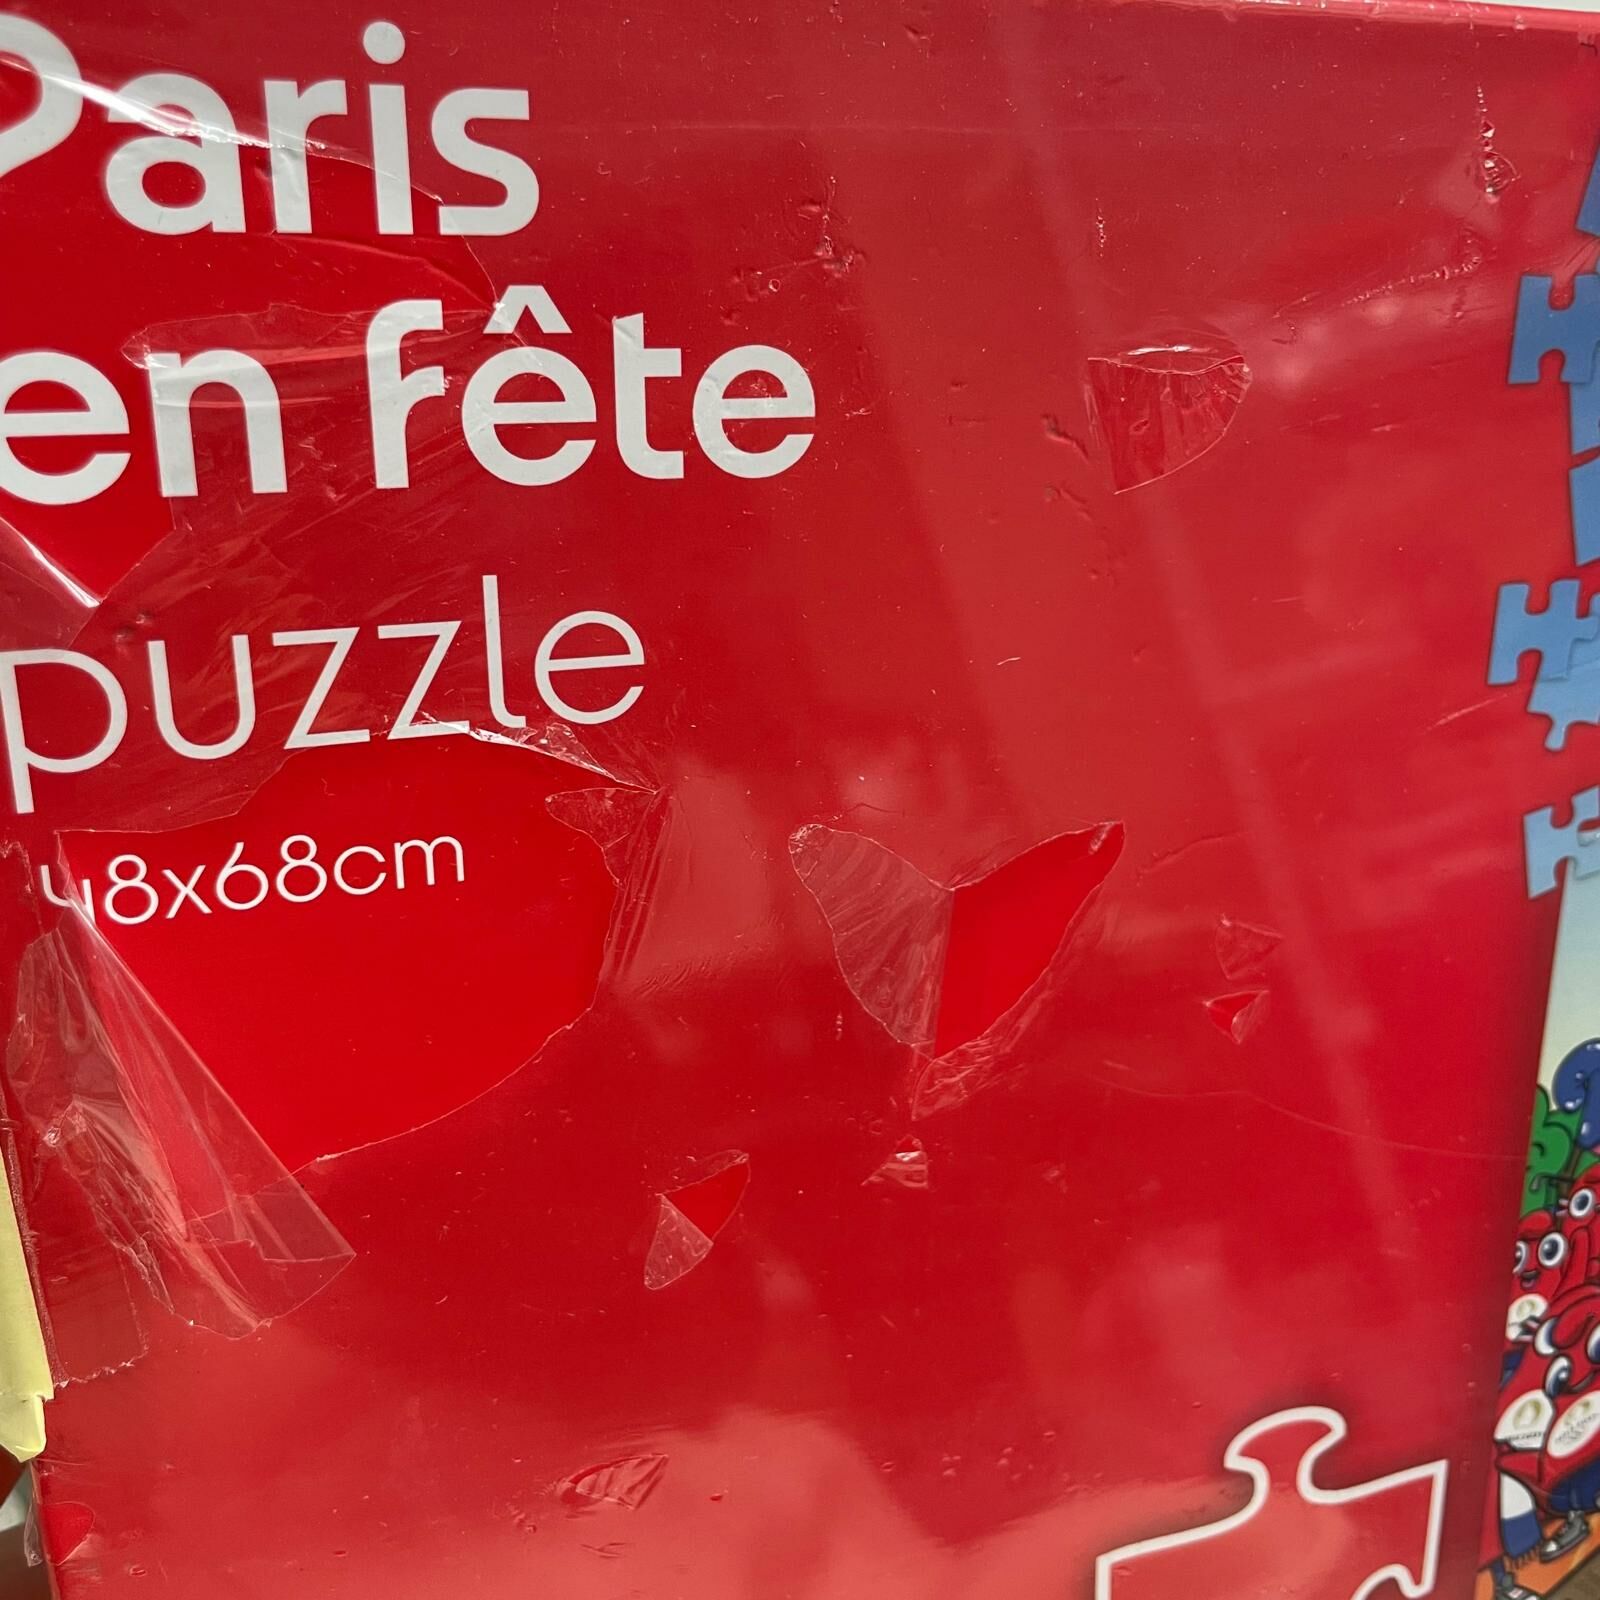 Paris
en fête
puzzle
48x68cm